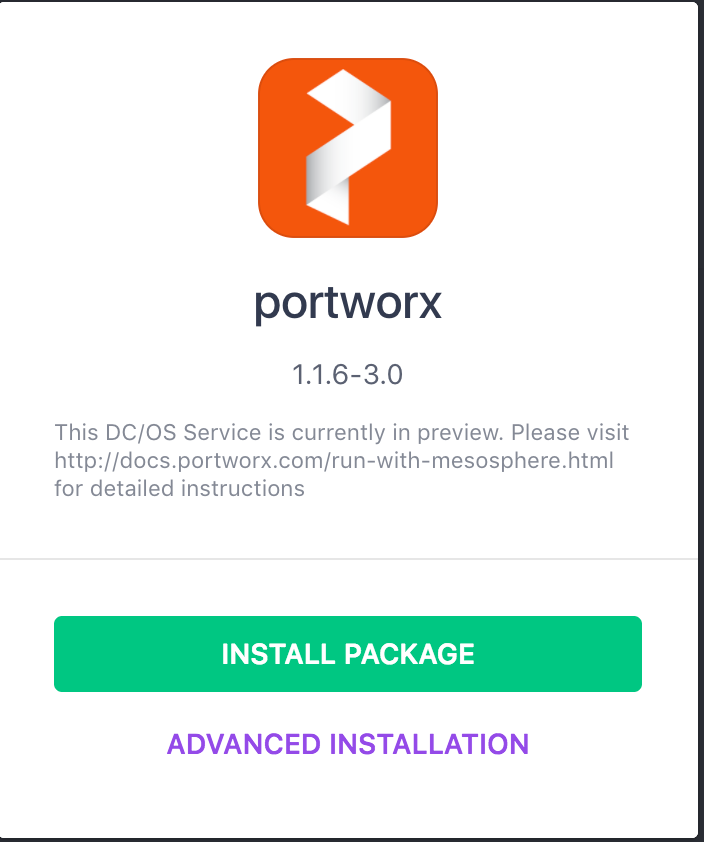 portworx
1.1.6-3.0
This DC/OS Service is currently in preview. Please visit
http://docs.portworx.com/run-with-mesosphere.html
for detailed instructions
INSTALL PACKAGE
ADVANCED INSTALLATION